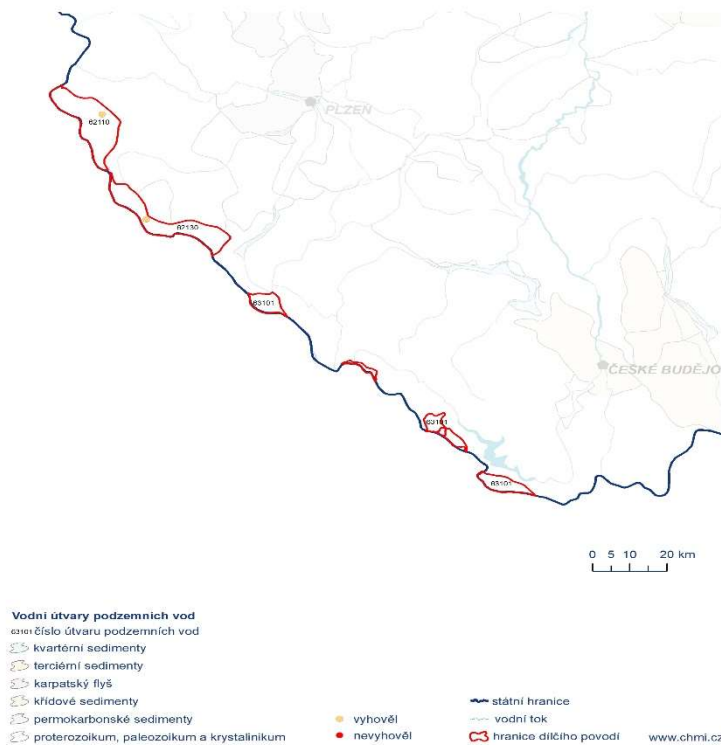 62110
PLZEŇ
62130
63101
ČESKÉ BUDĚJO
63101
63101
0 5 10 20 km
Vodní útvary podzemních vod
63101 číslo útvaru podzemních vod
kvartérní sedimenty
terciérní sedimenty
karpatský flyš
křídové sedimenty
permokarbonské sedimenty
proterozoikum, paleozoikum a krystalinikum
vyhověl
nevyhověl
státní hranice
vodní tok
hranice dílčího povodí
www.chmi.cz